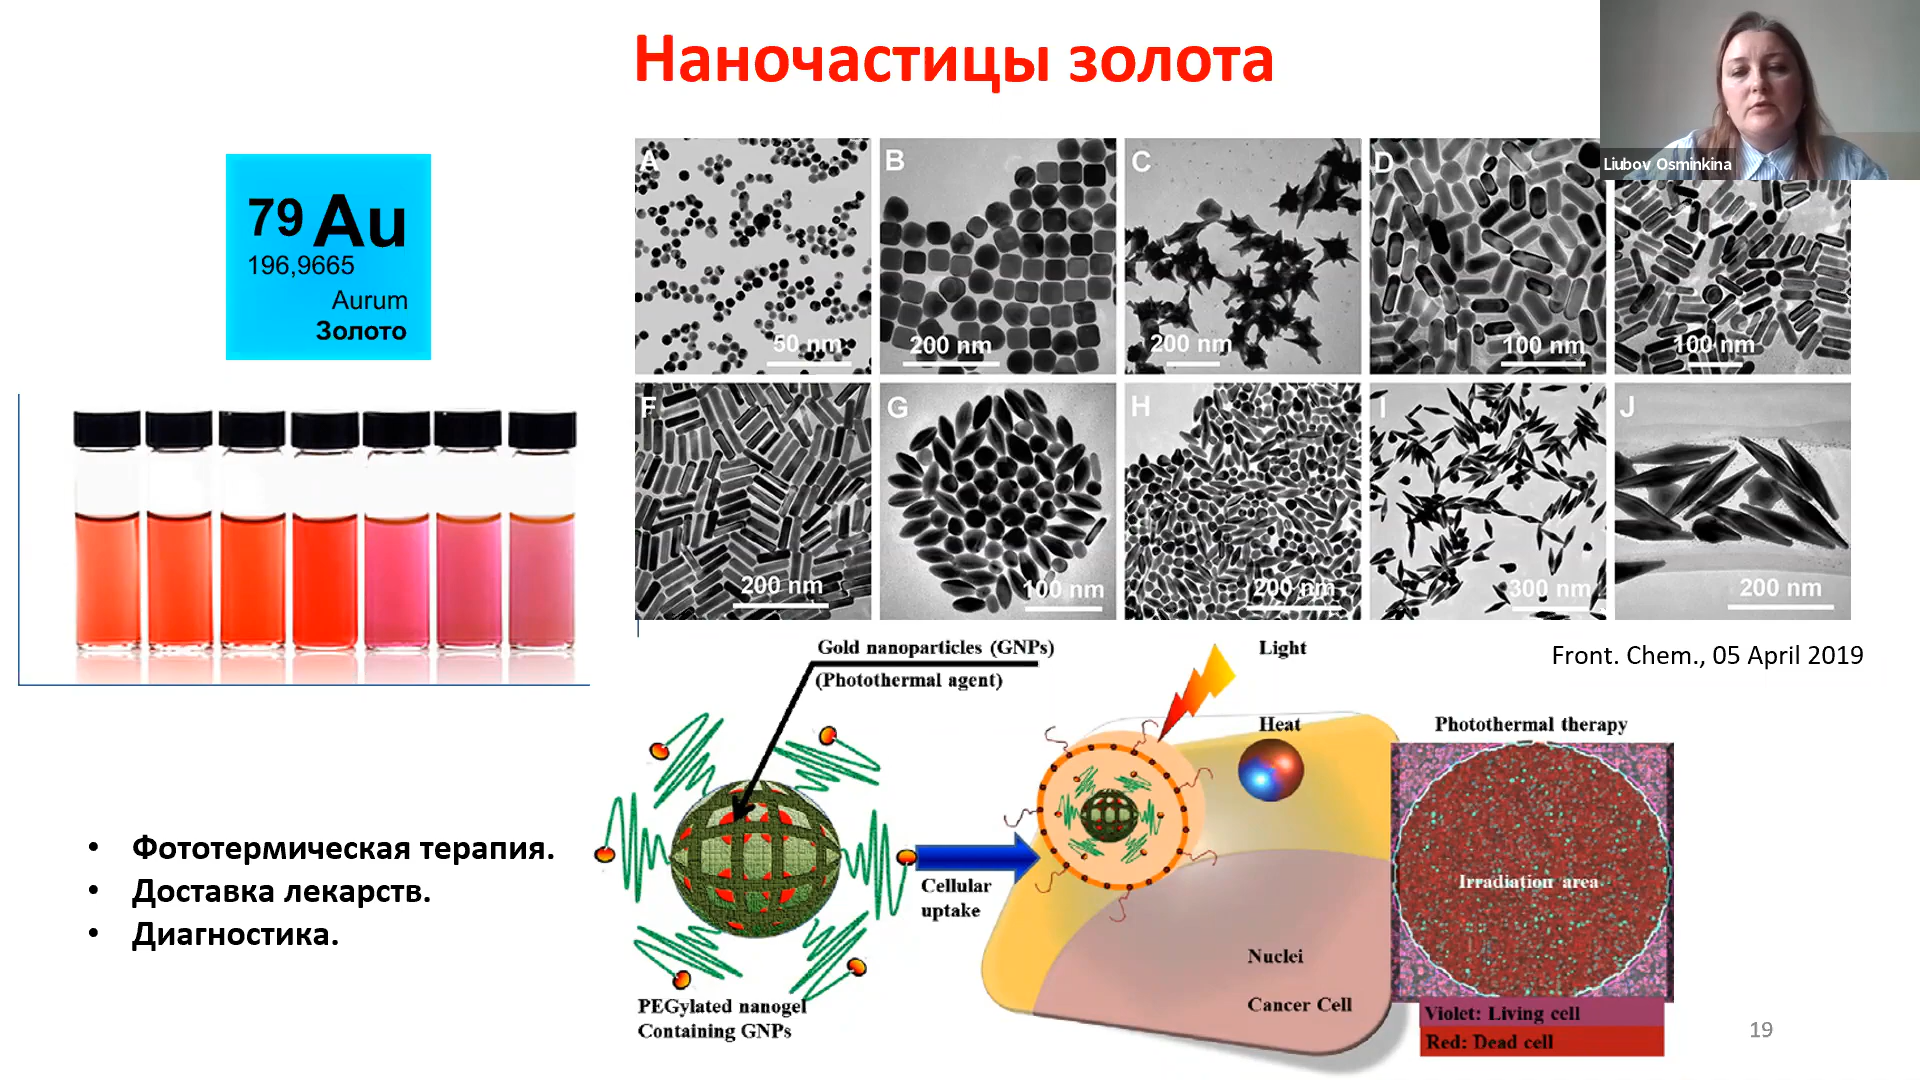 Наночастицы золота
Liubov Osminkina
79 Au
196,9665
Aurum
Золото
A
B
C
D
50 nm
200 nm
200 nm
100 nm
100 nm
F
G
H
I
J
200 nm
100 nm
200 nm
300 nm
200 nm
Front. Chem., 05 April 2019
Gold nanoparticles (GNPs)
(Photothermal agent)
Light
Heat
Photothermal therapy
Cellular
uptake
Irradiation area
Nuclei
Cancer Cell
PEGylated nanogel
Containing GNPs
Violet: Living cell
Red: Dead cell
• Фототермическая терапия.
• Доставка лекарств.
• Диагностика.
19